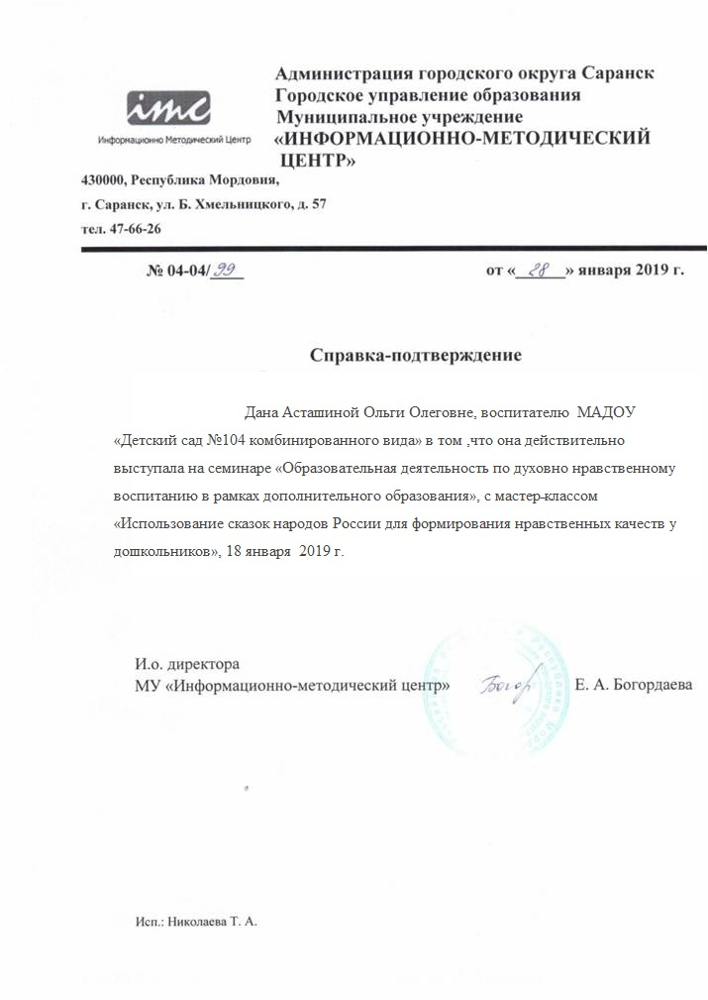 Администрация городского округа Саранск
Городское управление образования
Муниципальное учреждение
«ИНФОРМАЦИОННО-МЕТОДИЧЕСКИЙ
ЦЕНТР»
imc
Информационно Методический Центр
430000, Республика Мордовия,
г. Саранск, ул. Б. Хмельницкого, д. 57
тел. 47-66-26
№ 04-04/99 от «28» января 2019 г.
Справка-подтверждение
Дана Асташиной Ольги Олеговне, воспитателю МАДОУ
«Детский сад №104 комбинированного вида» в том ,что она действительно
выступала на семинаре «Образовательная деятельность по духовно нравственному
воспитанию в рамках дополнительного образования», с мастер-классом
«Использование сказок народов России для формирования нравственных качеств у
дошкольников», 18 января 2019 г.
И.о. директора
МУ «Информационно-методический центр» Е. А. Богордаева
Исп.: Николаева Т. А.